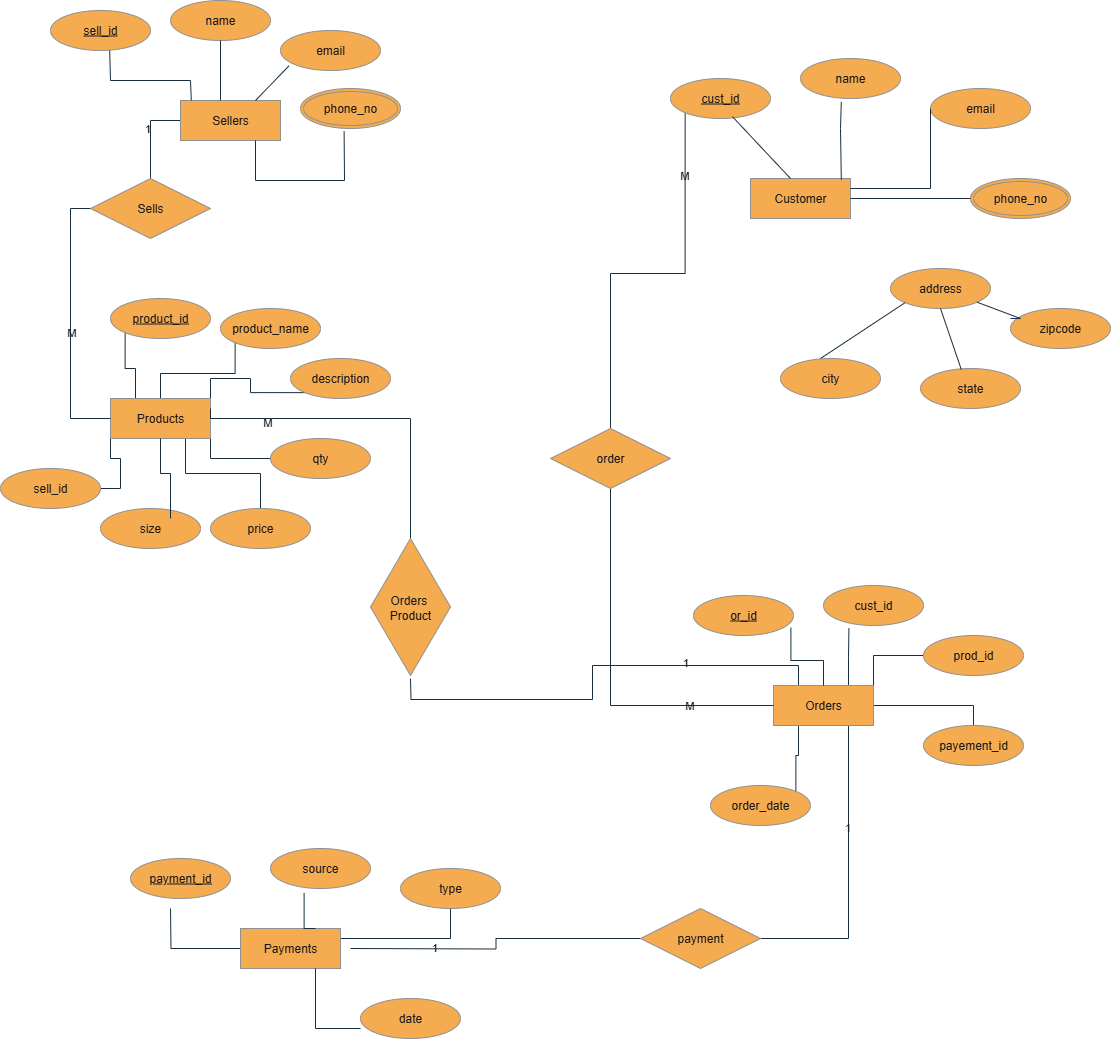 name
sell_id
email
phone_no
Sellers
1
Sells
M
name
cust_id
email
M
Customer
phone_no
address
zipcode
city
state
product_id
product_name
description
Products
M
qty
sell_id
size
price
order
Orders
Product
or_id
cust_id
prod_id
1
Orders
M
payement_id
order_date
1
payment_id
source
type
Payments
1
payment
date